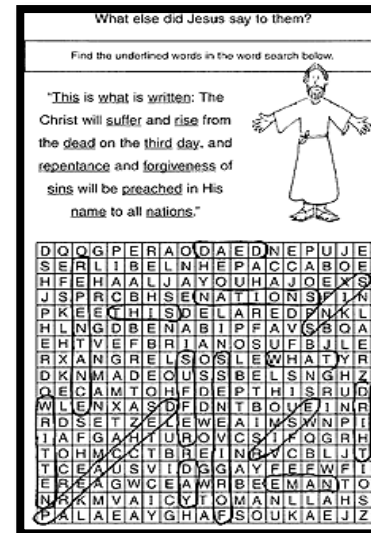 What else did Jesus say to them?
Find the underlined words in the word search below.
"This is what is written: The
Christ will suffer and rise from
the dead on the third day, and
repentance and forgiveness of
sins will be preached in His
name to all nations."
S E R L I B E L N H E P A C C A B O E
H F E H A A L J A Y O U H A J O E X S
J S P R C B H S E N A T I O N S F I N
P K E E T H I S D E L A R E D E N K L
H L N G D B E N A B I P F A V S B Q A
E H T V E F B R I A N O S U F B J L E
R X A N G R E L S O S L E W H A T Y R
D K N M A D E O U S S B E L S N G H Z
O E C A M T O H F D E P T H I S R U D
W L E N X A S D F D N T B O U E I N R
R D S E T Z E L E W E A I M S W N P I
I A F G A H T U R O V C S I F Q G R H
T O H M C C T B R E I N R V C B L J T
T C E A U S V I D G G A Y F E F W F I
E R E A G W C E A W R B E E M A N T O
N R K M V A I C Y T O M A N L L A H S
P A L A E A Y G H A F S O U K A E J Z